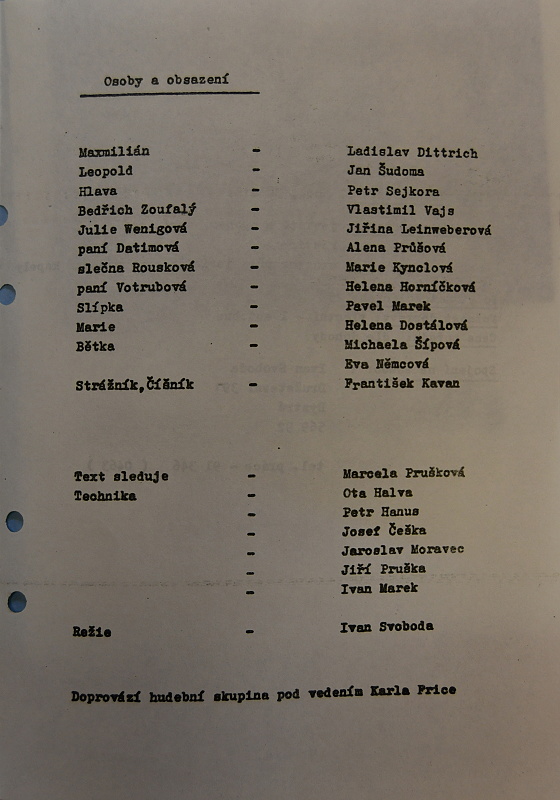 Osoby a obsazení
Maxmilián - Ladislav Dittrich
Leopold - Jan Šudoma
Hlava - Petr Sejkora
Bedřich Zoufalý - Vlastimil Vajs
Julie Wenigová - Jiřina Leinweberová
paní Datimová - Alena Průšová
slečna Rousková - Marie Kynclová
paní Votrubová - Helena Horníčková
Slípka - Pavel Marek
Marie - Helena Dostálová
Bětka - Michaela Šípová
Eva Němcová
Strážník,Číšník - František Kavan
Text sleduje - Marcela Prušková
Technika - Ota Halva
- Petr Hanus
- Josef Češka
- Jaroslav Moravec
- Jiří Pruška
- Ivan Marek
Režie - Ivan Svoboda
Doprovází hudební skupina pod vedením Karla Price